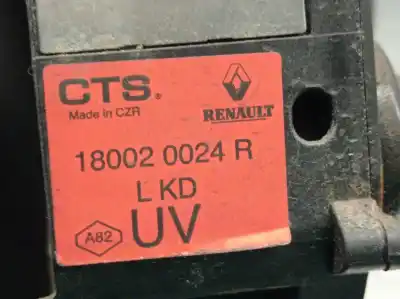 CTS.
Made in CZR
RENAULT
18002 0024 R
L KD
A82
UV